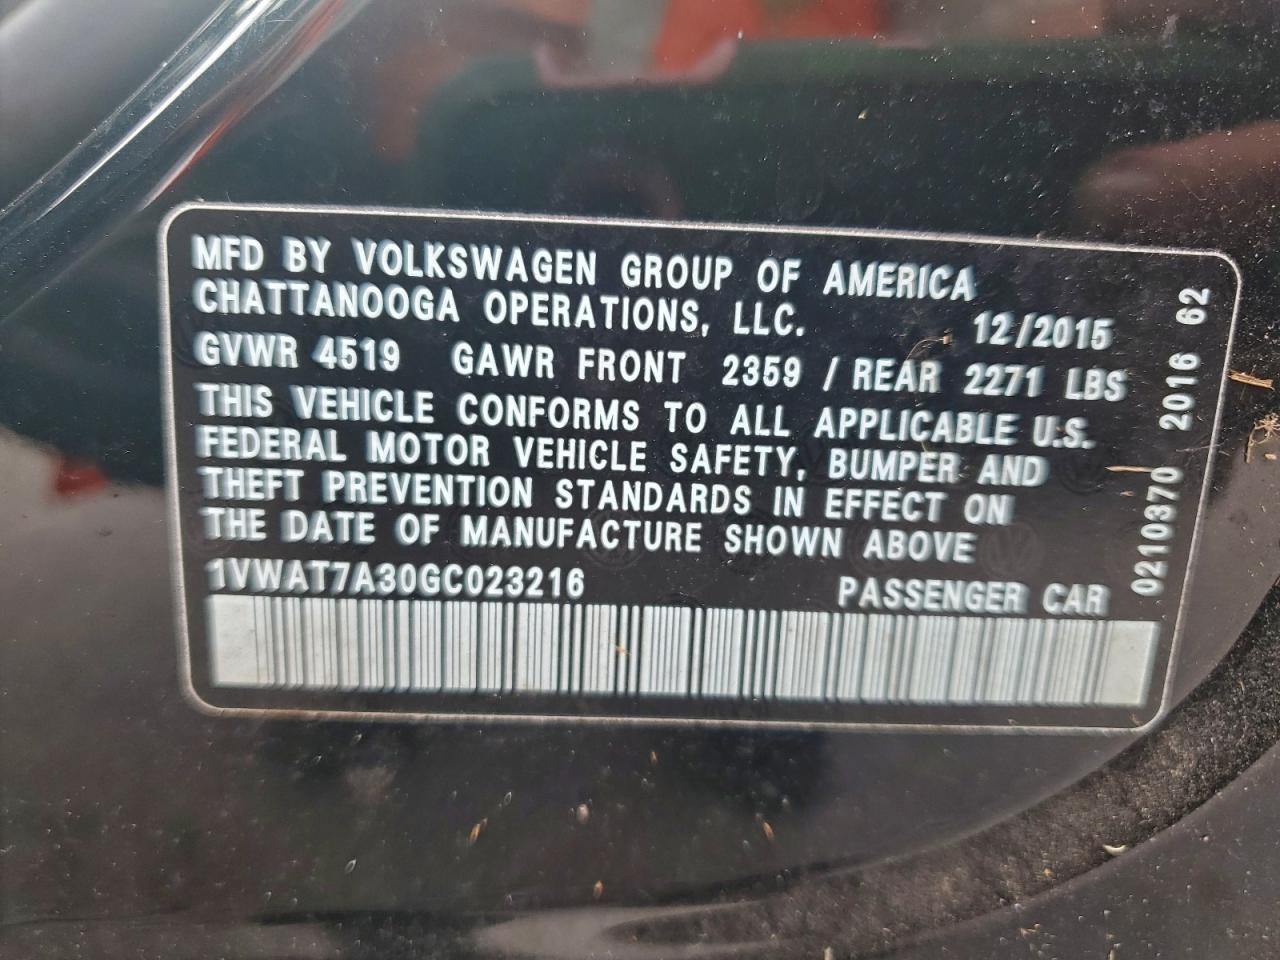 MFD BY VOLKSWAGEN GROUP OF AMERICA
CHATTANOOGA OPERATIONS, LLC. 12/2015
GVWR 4519 GAWR FRONT 2359 / REAR 2271 LBS
THIS VEHICLE CONFORMS TO ALL APPLICABLE U.S.
FEDERAL MOTOR VEHICLE SAFETY, BUMPER AND
THEFT PREVENTION STANDARDS IN EFFECT ON
THE DATE OF MANUFACTURE SHOWN ABOVE
1VWAT7A30GC023216 PASSENGER CAR
0210370 2016 62